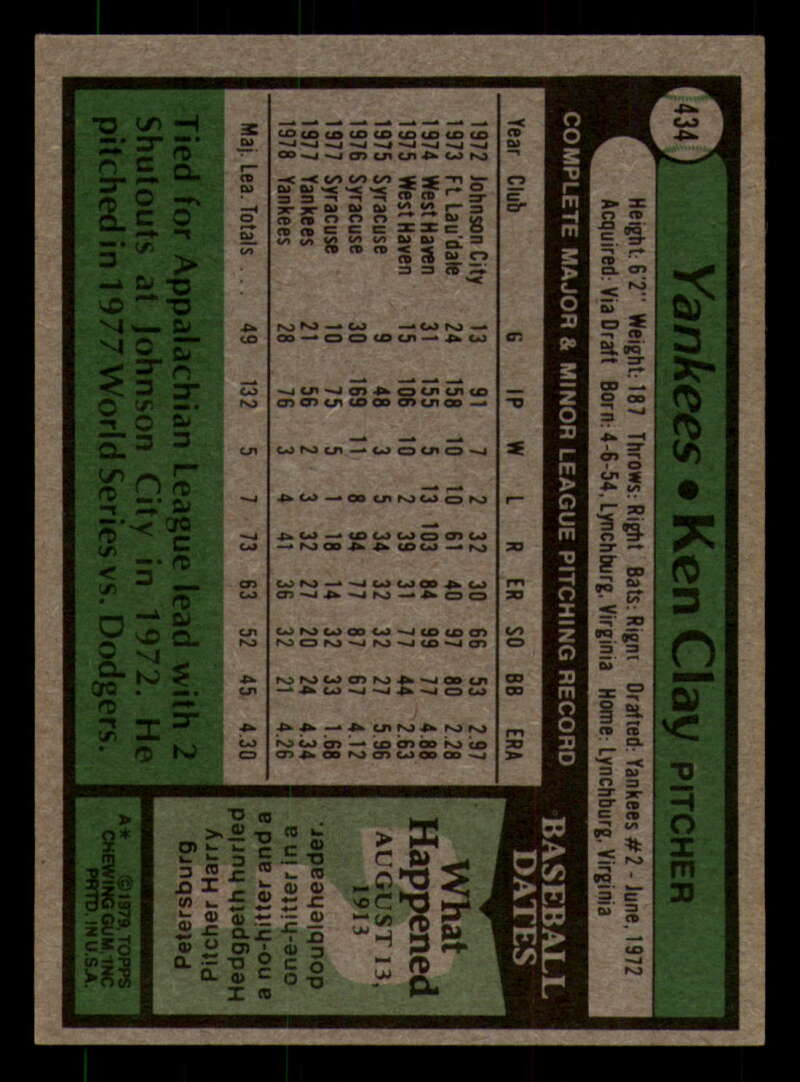 434
Yankees • Ken Clay PITCHER
Height: 6'2" Weight: 187 Throws: Right Bats: Right Drafted: Yankees #2 - June, 1972
Acquired: Via Draft Born: 4-6-54, Lynchburg, Virginia Home: Lynchburg, Virginia
COMPLETE MAJOR & MINOR LEAGUE PITCHING RECORD
Year Club G IP W L R ER SO BB ERA
1972 Johnson City 13 91 7 2 32 30 66 53 2.97
1973 Ft. Lau'dale 24 158 10 10 61 40 97 80 2.28
1974 West Haven 31 155 5 13 103 84 99 77 4.88
1975 West Haven 15 106 10 2 39 31 77 44 2.63
1975 Syracuse 9 48 3 5 34 32 32 27 5.96
1976 Syracuse 30 169 11 8 94 77 87 67 4.12
1977 Syracuse 10 75 5 1 18 14 32 33 1.68
1977 Yankees 21 56 2 3 32 27 20 24 4.34
1978 Yankees 28 76 3 4 41 36 32 21 4.26
Maj. Lea. Totals .... 49 132 5 7 73 63 52 45 4.30
Tied for Appalachian League lead with 2
Shutouts at Johnson City in 1972. He
pitched in 1977 World Series vs. Dodgers.
BASEBALL
DATES
What
Happened
AUGUST 13,
1913
Petersburg
Pitcher Harry
Hedgpeth hurled
a no-hitter and a
one-hitter in a
doubleheader.
A* ©1979, TOPPS
CHEWING GUM, INC
PRTD. IN U.S.A.